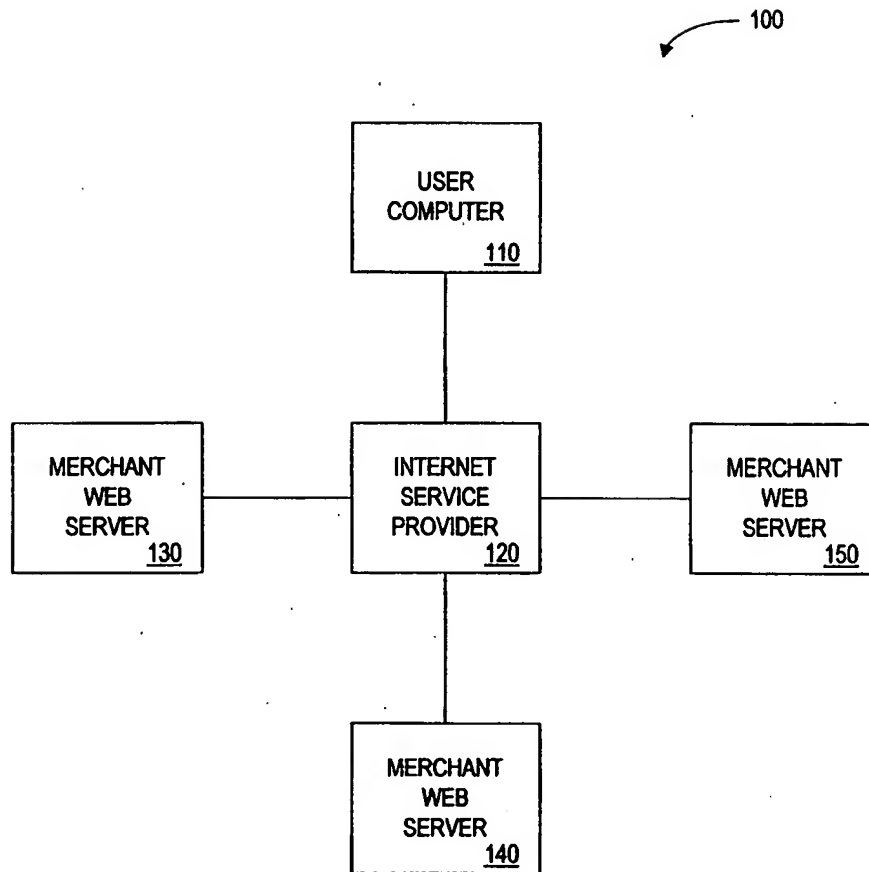 100
USER
COMPUTER
110
MERCHANT
WEB
SERVER
130
INTERNET
SERVICE
PROVIDER
120
MERCHANT
WEB
SERVER
150
MERCHANT
WEB
SERVER
140